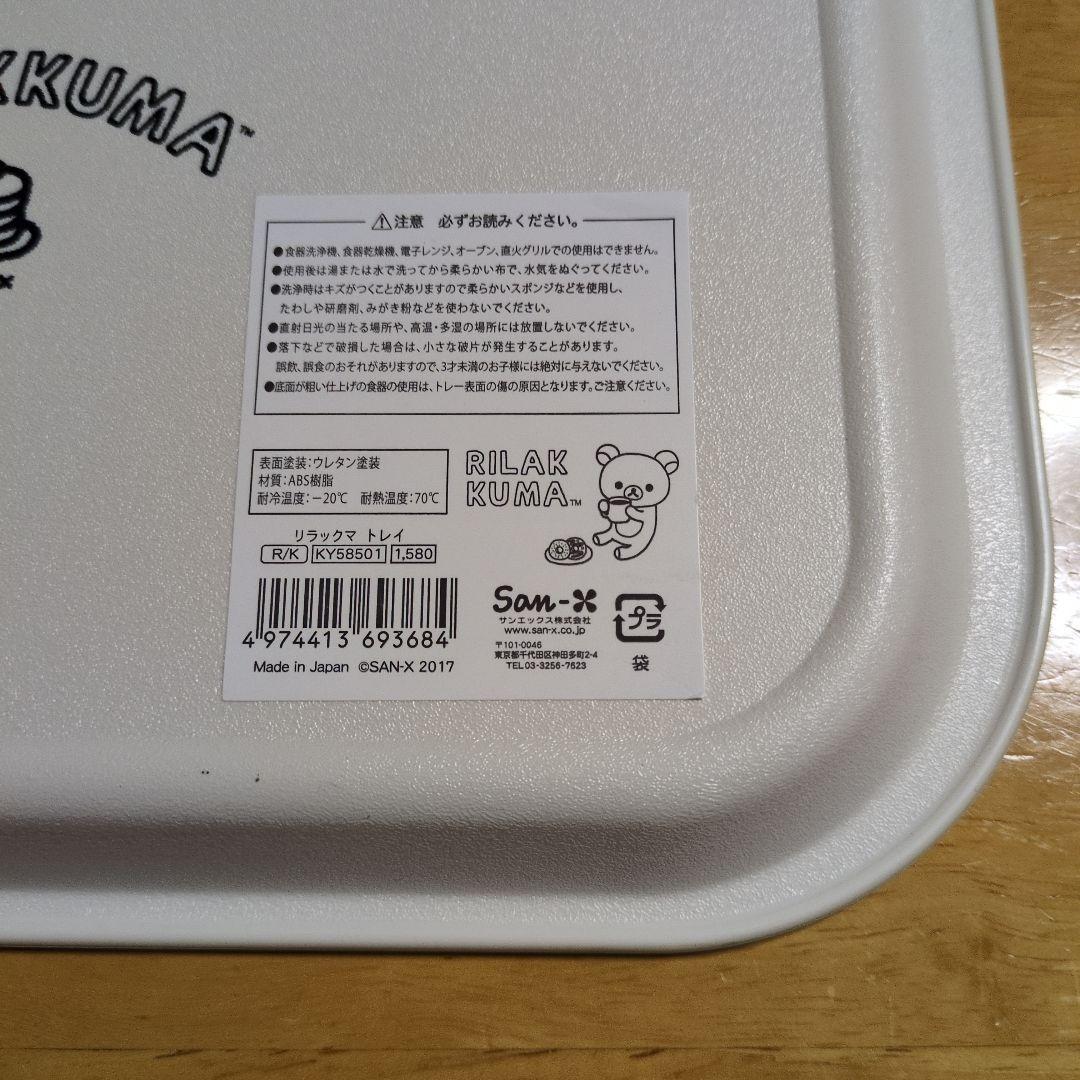 KKUMA™
x
⚠注意 必ずお読みください。
●食器洗浄機、食器乾燥機、電子レンジ、オーブン、直火グリルでの使用はできません。
●使用後は湯または水で洗ってから柔らかい布で、水気をぬぐってください。
●洗浄時はキズがつくことがありますので柔らかいスポンジなどを使用し、
たわしや研磨剤、みがき粉などを使わないでください。
●直射日光の当たる場所や、高温・多湿の場所には放置しないでください。
●落下などで破損した場合は、小さな破片が発生することがあります。
誤飲、誤食のおそれがありますので、3才未満のお子様には絶対に与えないでください。
●底面が粗い仕上げの食器の使用は、トレー表面の傷の原因となります。ご注意ください。
表面塗装:ウレタン塗装
材質:ABS樹脂
耐冷温度:−20℃ 耐熱温度:70℃
RILAK
KUMA™
リラックマ トレイ
R/K KY58501 1,580
4 974413 693684
Made in Japan ©SAN-X 2017
San-X
サンエックス株式会社
www.san-x.co.jp
〒101-0046
東京都千代田区神田多町2-4
TEL 03-3256-7623
プラ
袋